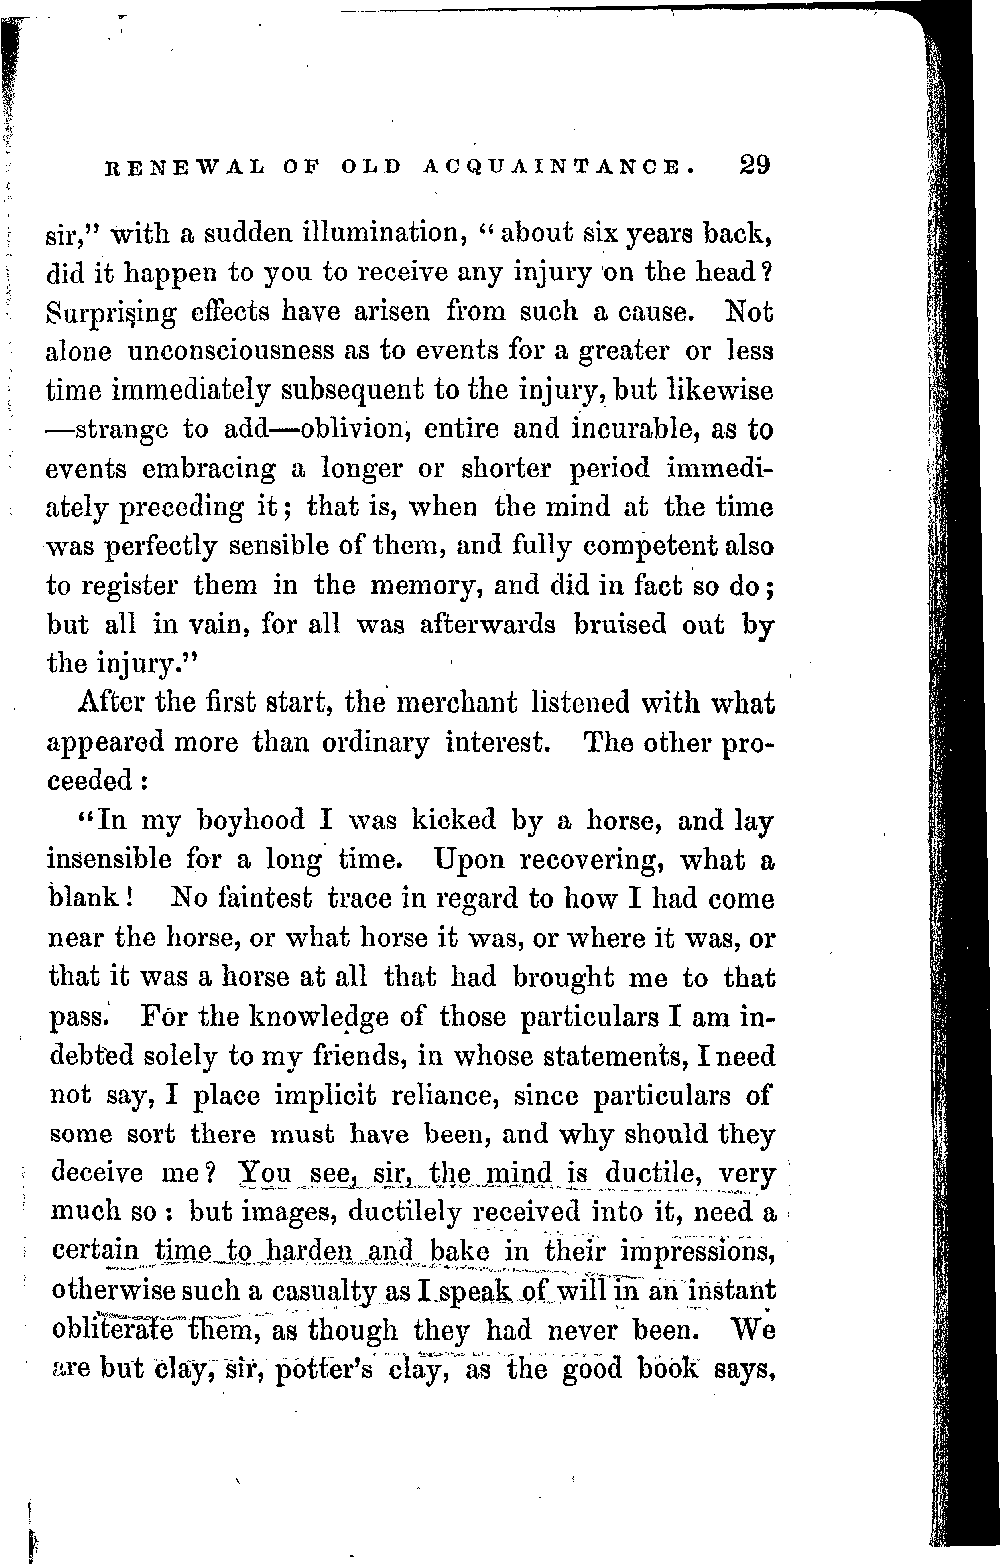 RENEWAL OF OLD ACQUAINTANCE. 29
sir," with a sudden illumination, "about six years back,
did it happen to you to receive any injury on the head?
Surprising effects have arisen from such a cause. Not
alone unconsciousness as to events for a greater or less
time immediately subsequent to the injury, but likewise
—strange to add—oblivion, entire and incurable, as to
events embracing a longer or shorter period immedi-
ately preceding it; that is, when the mind at the time
was perfectly sensible of them, and fully competent also
to register them in the memory, and did in fact so do;
but all in vain, for all was afterwards bruised out by
the injury."
After the first start, the merchant listened with what
appeared more than ordinary interest. The other pro-
ceeded:
"In my boyhood I was kicked by a horse, and lay
insensible for a long time. Upon recovering, what a
blank! No faintest trace in regard to how I had come
near the horse, or what horse it was, or where it was, or
that it was a horse at all that had brought me to that
pass. For the knowledge of those particulars I am in-
debted solely to my friends, in whose statements, I need
not say, I place implicit reliance, since particulars of
some sort there must have been, and why should they
deceive me? You see, sir, the mind is ductile, very
much so: but images, ductilely received into it, need a
certain time to harden and bake in their impressions,
otherwise such a casualty as I speak of will in an instant
obliterate them, as though they had never been. We
are but clay, sir, potter's clay, as the good book says,